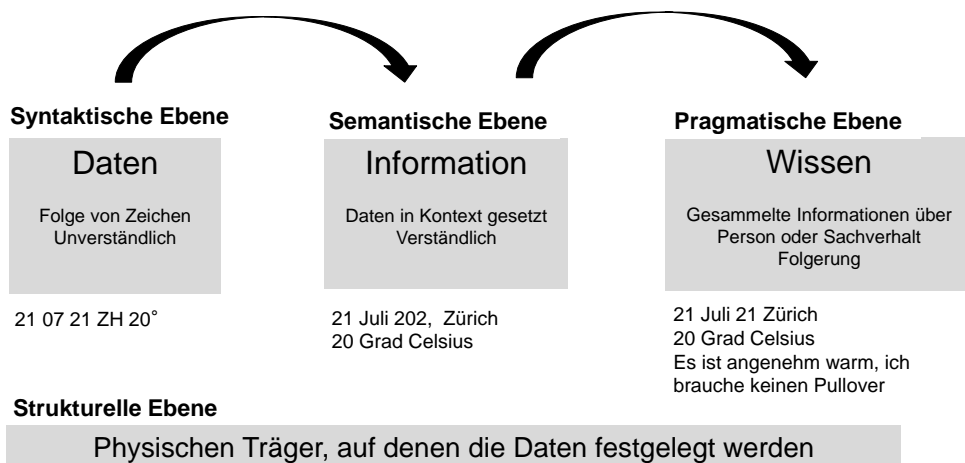 Syntaktische Ebene
Daten
Folge von Zeichen
Unverständlich
21 07 21 ZH 20°
Semantische Ebene
Information
Daten in Kontext gesetzt
Verständlich
21 Juli 202, Zürich
20 Grad Celsius
Pragmatische Ebene
Wissen
Gesammelte Informationen über
Person oder Sachverhalt
Folgerung
21 Juli 21 Zürich
20 Grad Celsius
Es ist angenehm warm, ich
brauche keinen Pullover
Strukturelle Ebene
Physischen Träger, auf denen die Daten festgelegt werden